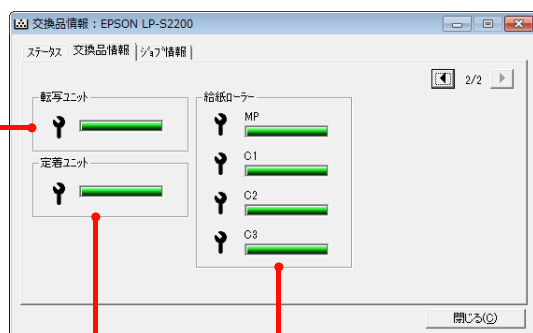 交換品情報：EPSON LP-S2200
ステータス 交換品情報 ジョブ情報
2/2
転写ユニット
定着ユニット
給紙ローラー
MP
C1
C2
C3
閉じる(C)